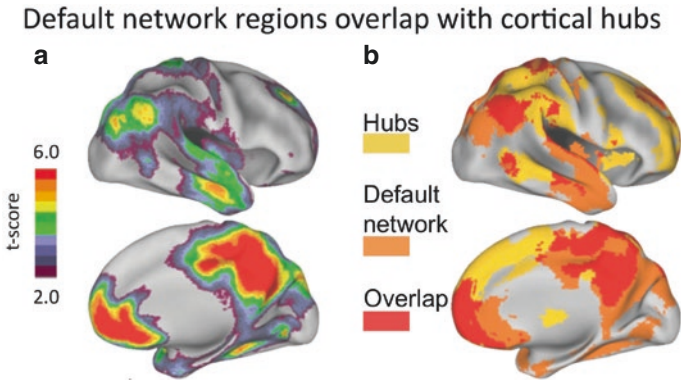 Default network regions overlap with cortical hubs
a
b
6.0
t-score
2.0
Hubs
Default
network
Overlap